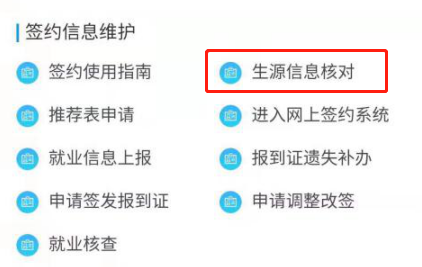 签约信息维护
签约使用指南 生源信息核对
推荐表申请 进入网上签约系统
就业信息上报 报到证遗失补办
申请签发报到证 申请调整改签
就业核查